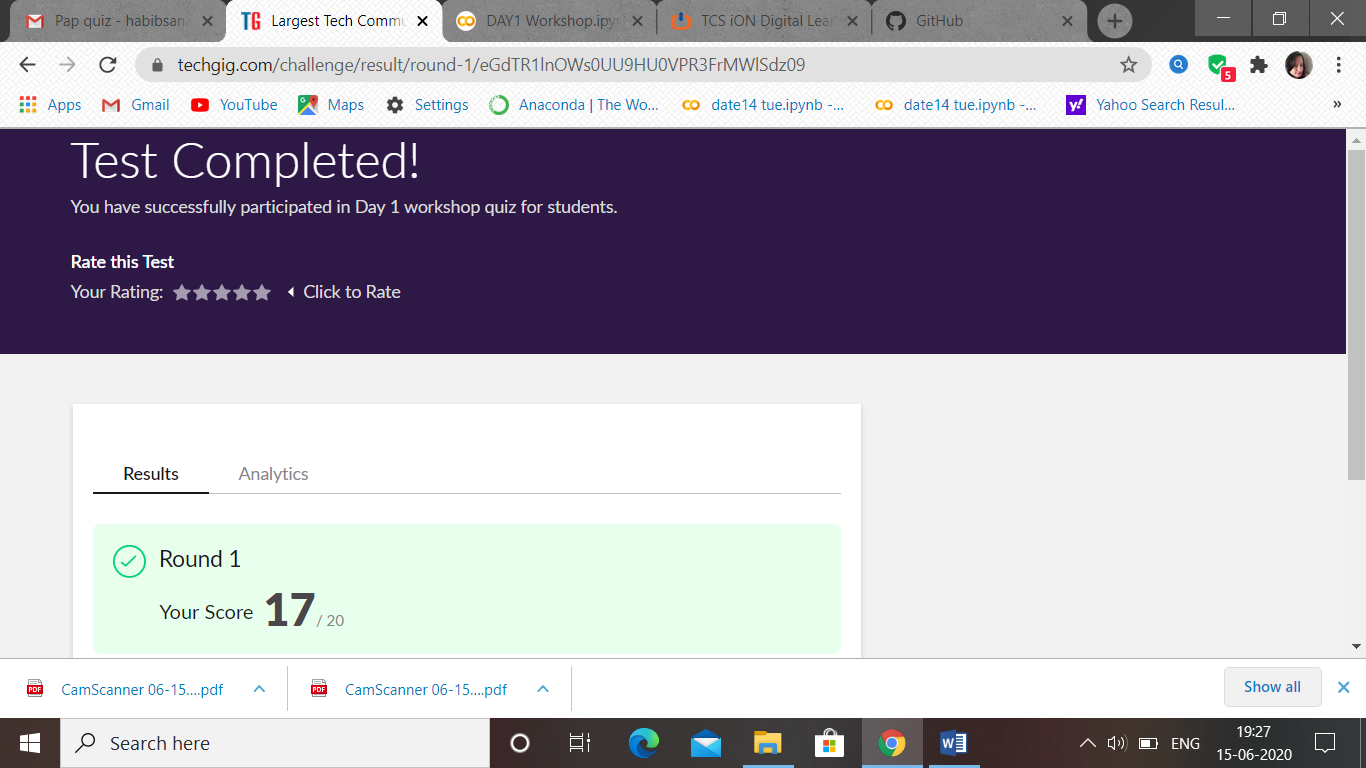 Pap quiz - habibsan
Largest Tech Commu
DAY1 Workshop.ipy
TCS iON Digital Lea
GitHub
techgig.com/challenge/result/round-1/eGdTR1lnOWs0UU9HU0VPR3FrMWlSdz09
5
Apps
Gmail
YouTube
Maps
Settings
Anaconda | The Wo...
date14 tue.ipynb -...
date14 tue.ipynb -...
Yahoo Search Resul...
»
Test Completed!
You have successfully participated in Day 1 workshop quiz for students.
Rate this Test
Your Rating: Click to Rate
Results Analytics
Round 1
Your Score 17 / 20
CamScanner 06-15....pdf
CamScanner 06-15....pdf
Show all
Search here
ENG
19:27
15-06-2020